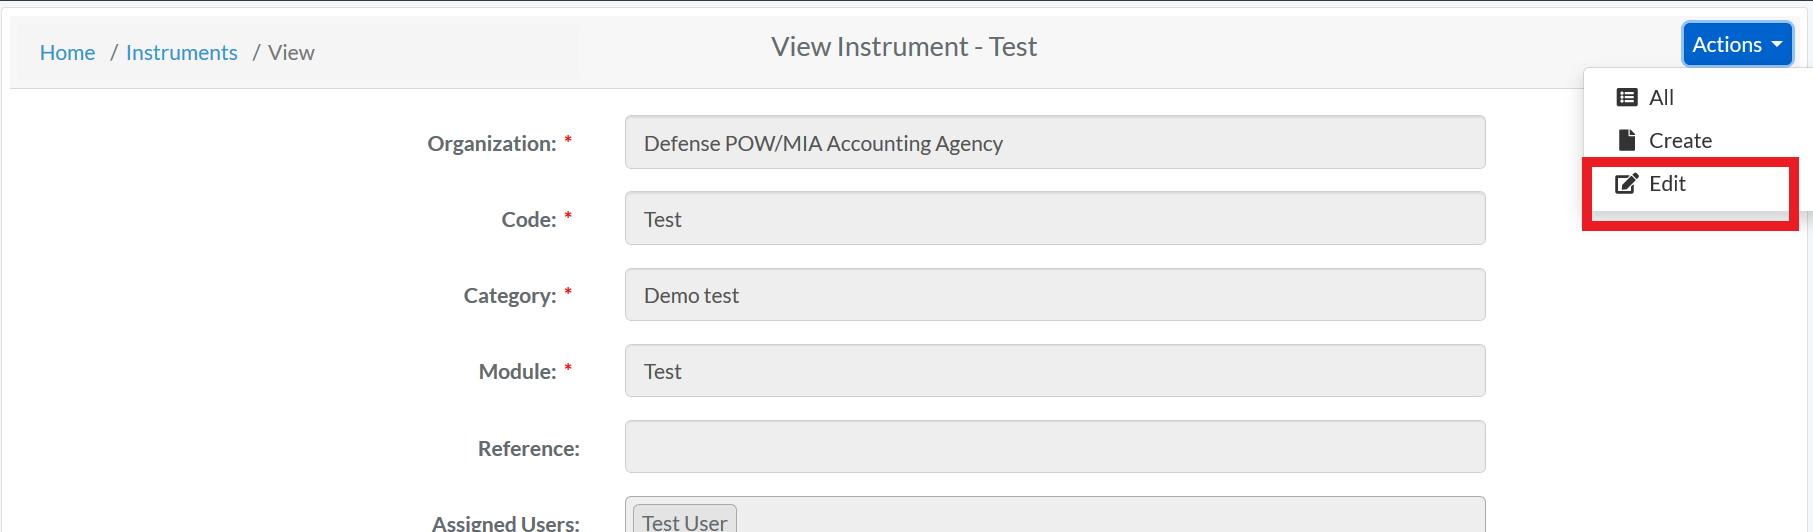 Home / Instruments / View
View Instrument - Test
Actions
All
Create
Edit
Organization: *
Defense POW/MIA Accounting Agency
Code: *
Test
Category: *
Demo test
Module: *
Test
Reference:
Assigned Users:
Test User